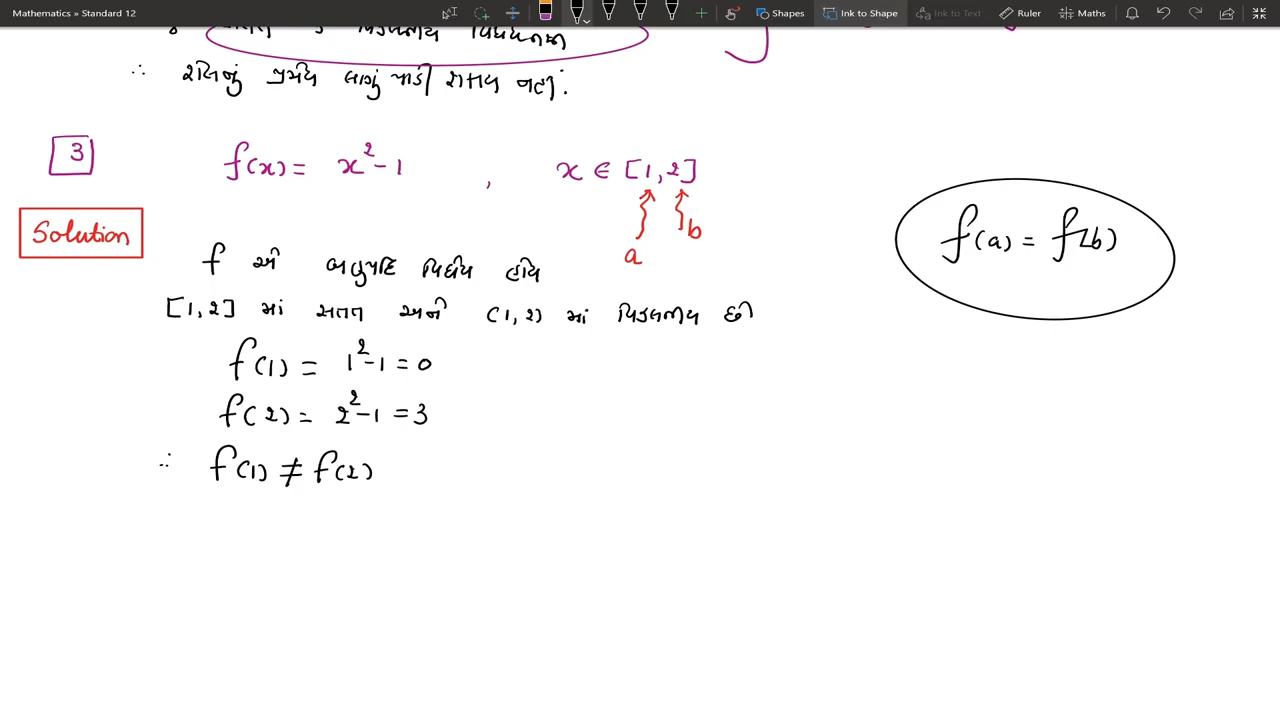 Mathematics » Standard 12
Shapes Ink to Shape Ink to Text Ruler Maths
∴ રોલનું પ્રમેય લાગું પાડી શકાય નહીં.
3 f(x) = x² - 1 , x ∈ [1, 2]
a b
Solution
f(a) = f(b)
f એ બહુપદી વિધેય હોય
[1, 2] માં સતત અને (1, 2) માં વિકલનીય છે
f(1) = 1² - 1 = 0
f(2) = 2² - 1 = 3
∴ f(1) ≠ f(2)